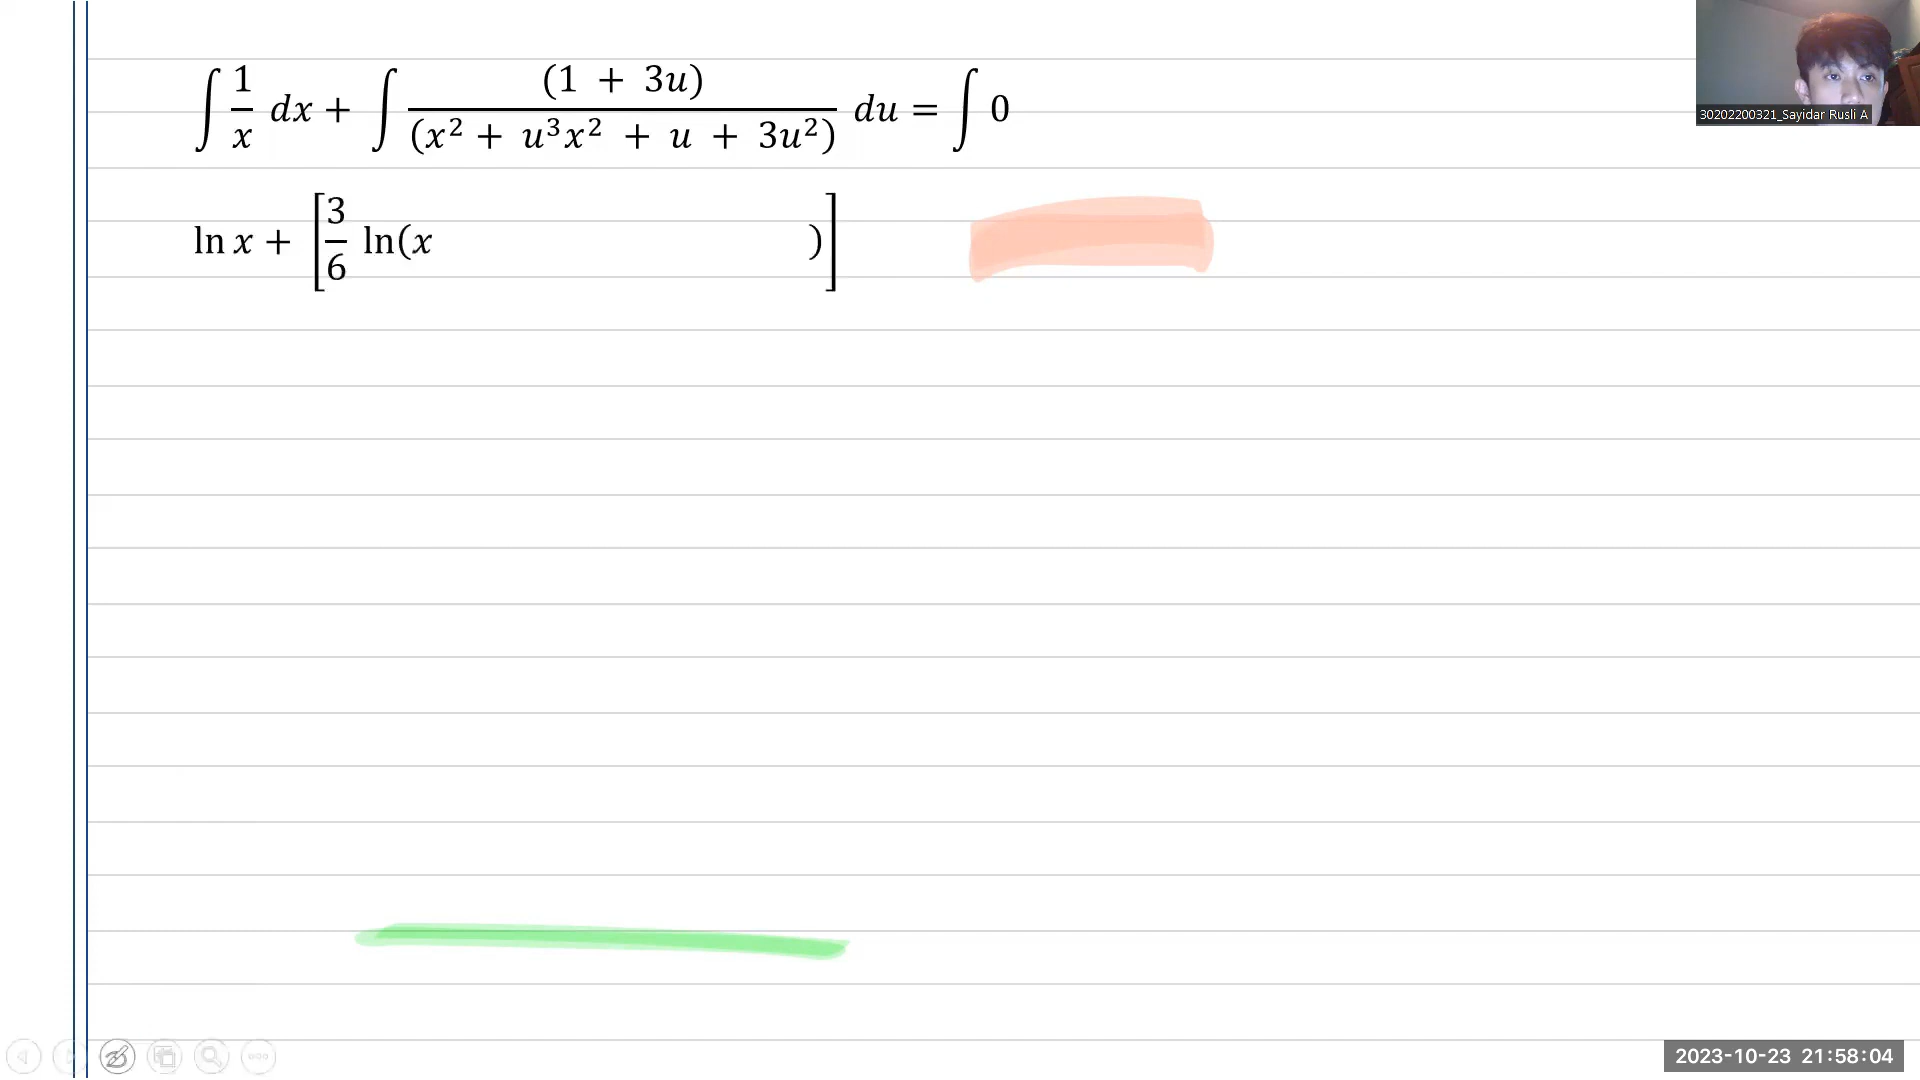 ∫ 1/x dx + ∫ (1 + 3u)/(x² + u³x² + u + 3u²) du = ∫ 0
30202200321_Sayidar Rusli A
ln x + [3/6 ln(x )]
2023-10-23 21:58:04